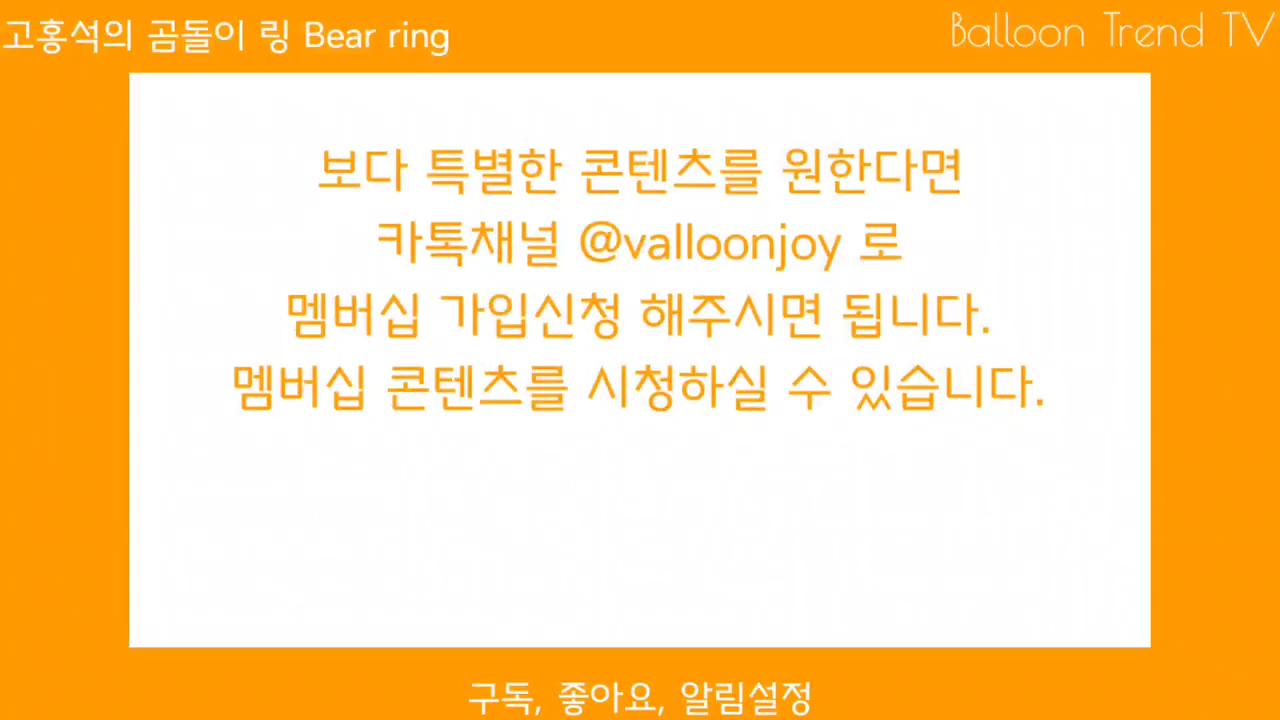 고홍석의 곰돌이 링 Bear ring
Balloon Trend TV
보다 특별한 콘텐츠를 원한다면
카톡채널 @valloonjoy 로
멤버십 가입신청 해주시면 됩니다.
멤버십 콘텐츠를 시청하실 수 있습니다.
구독, 좋아요, 알림설정